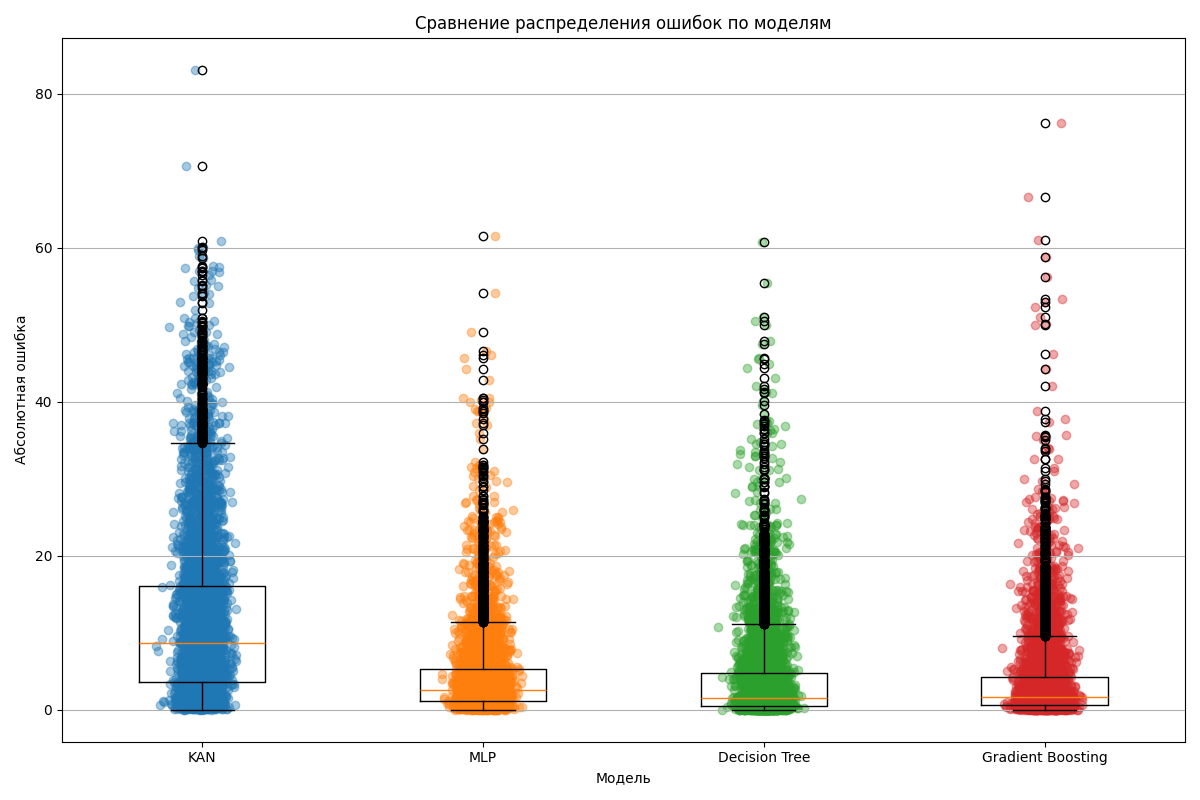 Сравнение распределения ошибок по моделям
Абсолютная ошибка
80
60
40
20
0
KAN
MLP
Decision Tree
Gradient Boosting
Модель